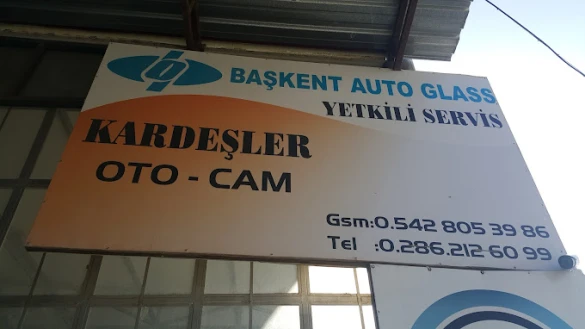 BAŞKENT AUTO GLASS
YETKİLİ SERVİS
KARDEŞLER
OTO - CAM
Gsm:0.542 805 39 86
Tel :0.286.212 60 99